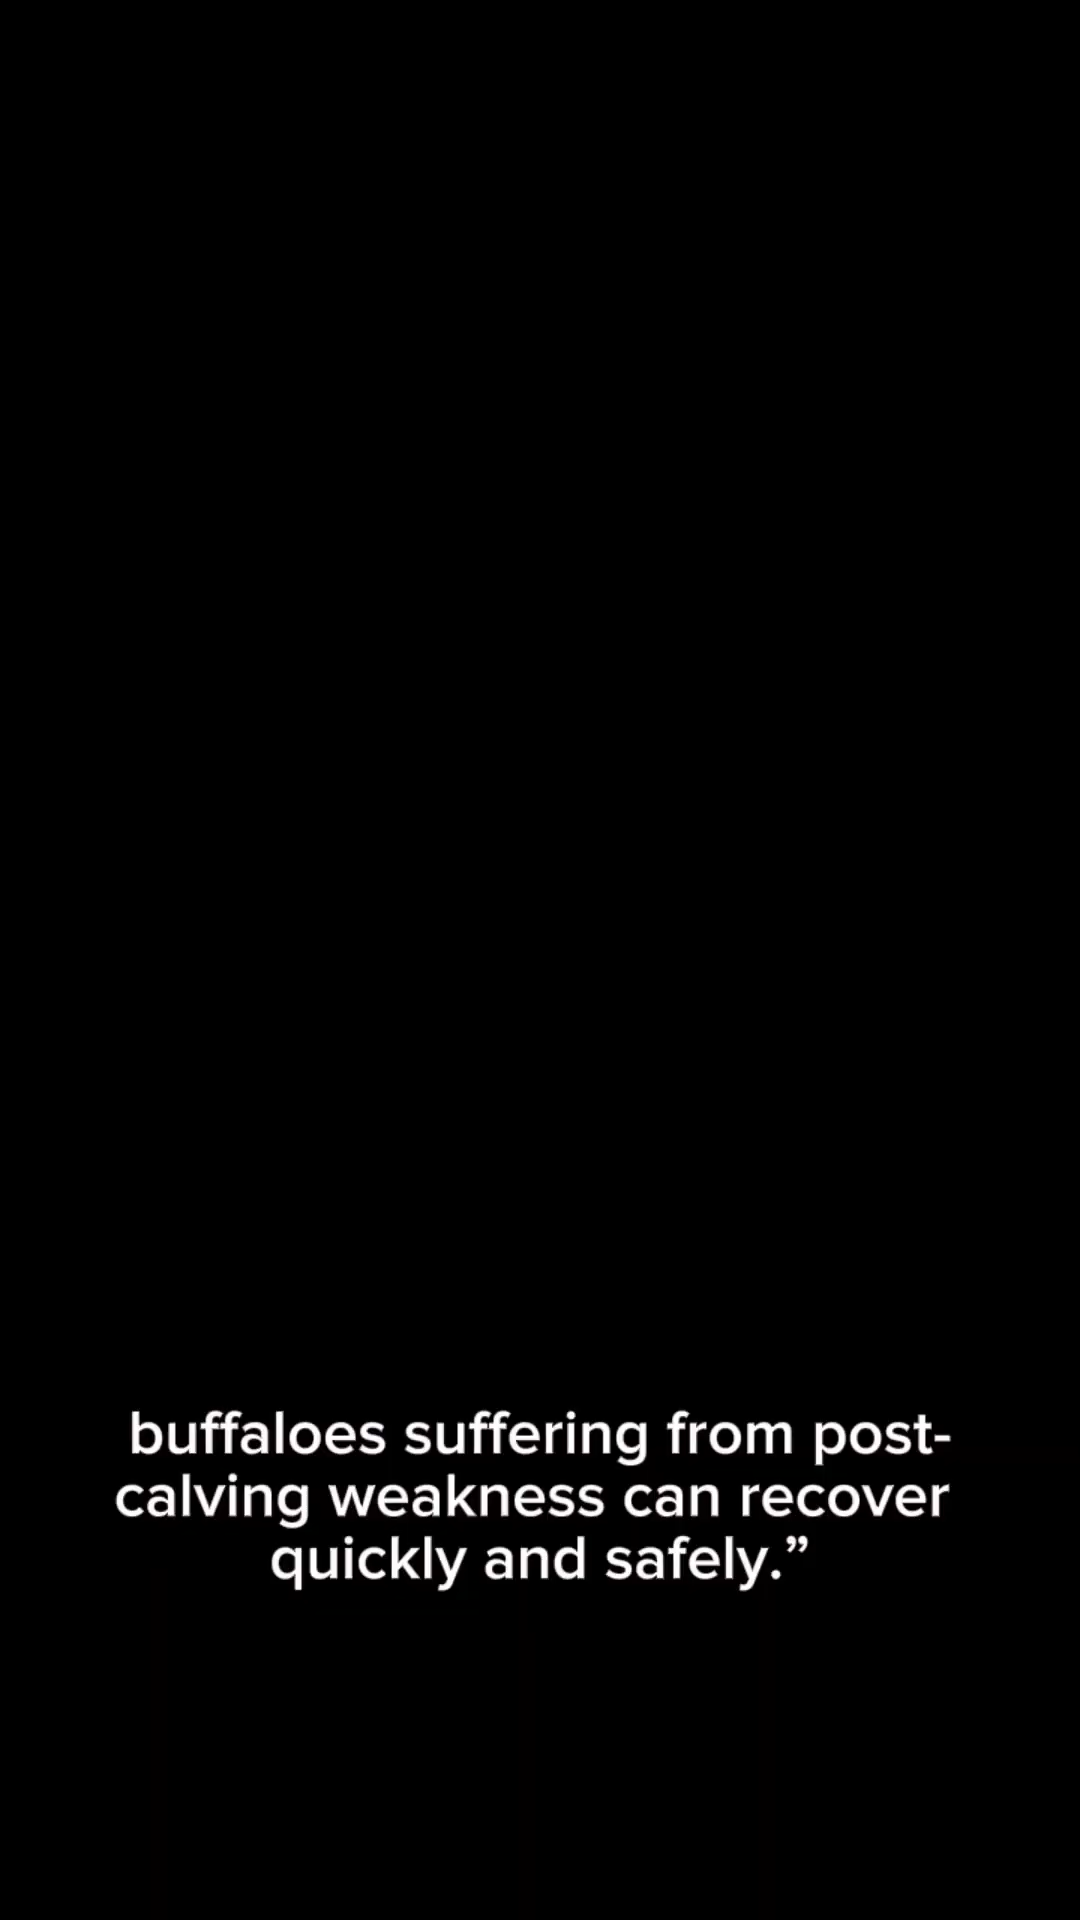 buffaloes suffering from post-
calving weakness can recover
quickly and safely.”